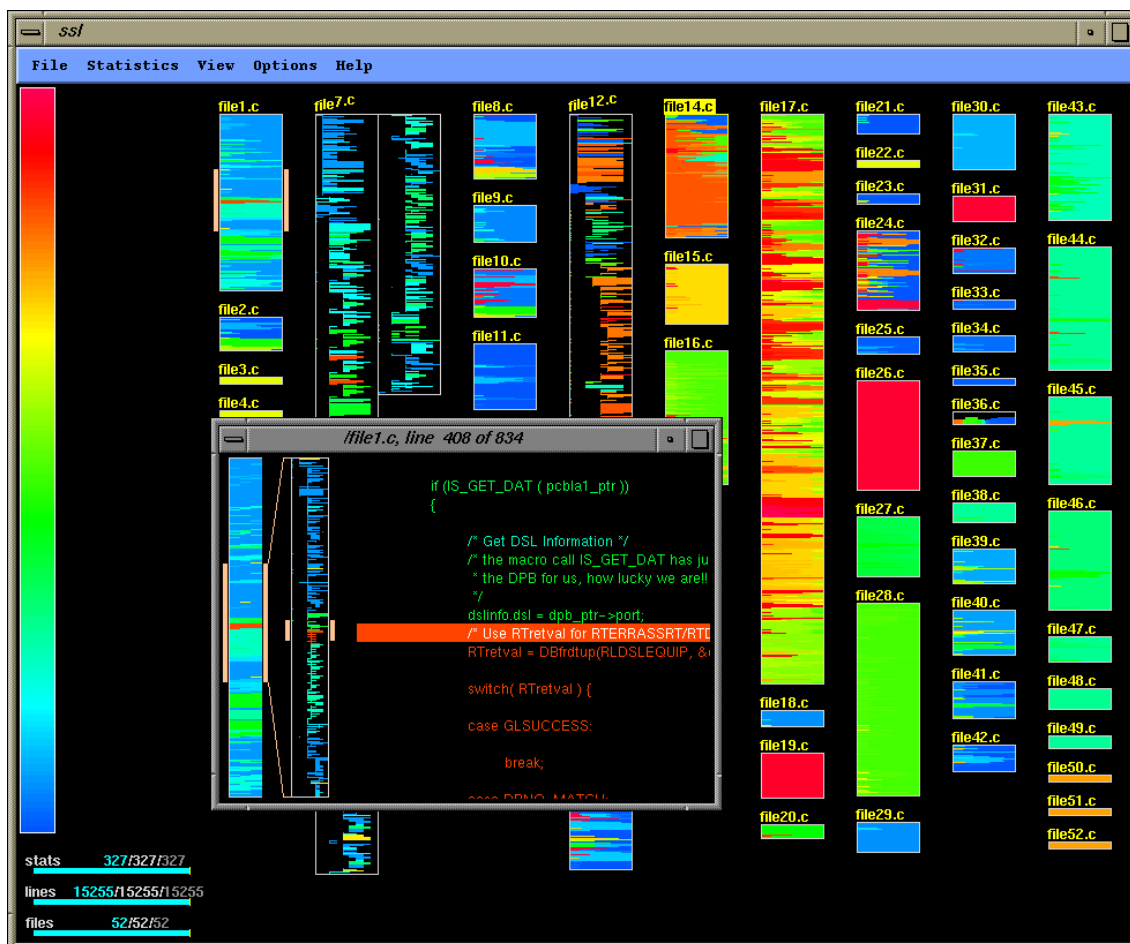 ssl
File Statistics View Options Help
file1.c
file2.c
file3.c
file4.c
file7.c
file8.c
file9.c
file10.c
file11.c
file12.c
file14.c
file15.c
file16.c
file17.c
file18.c
file19.c
file20.c
file21.c
file22.c
file23.c
file24.c
file25.c
file26.c
file27.c
file28.c
file29.c
file30.c
file31.c
file32.c
file33.c
file34.c
file35.c
file36.c
file37.c
file38.c
file39.c
file40.c
file41.c
file42.c
file43.c
file44.c
file45.c
file46.c
file47.c
file48.c
file49.c
file50.c
file51.c
file52.c
/file1.c, line 408 of 834
if (IS_GET_DAT ( pcbla1_ptr ))
{
/* Get DSL Information */
/* the macro call IS_GET_DAT has ju
* the DPB for us, how lucky we are!!
*/
dslinfo.dsl = dpb_ptr->port;
/* Use RTretval for RTERRASSRT/RTD
RTretval = DBfrdtup(RLDSLEQUIP, &
switch( RTretval ) {
case GLSUCCESS:
break;
case DBNO_MATCH:
stats 327/327/327
lines 15255/15255/15255
files 52/52/52